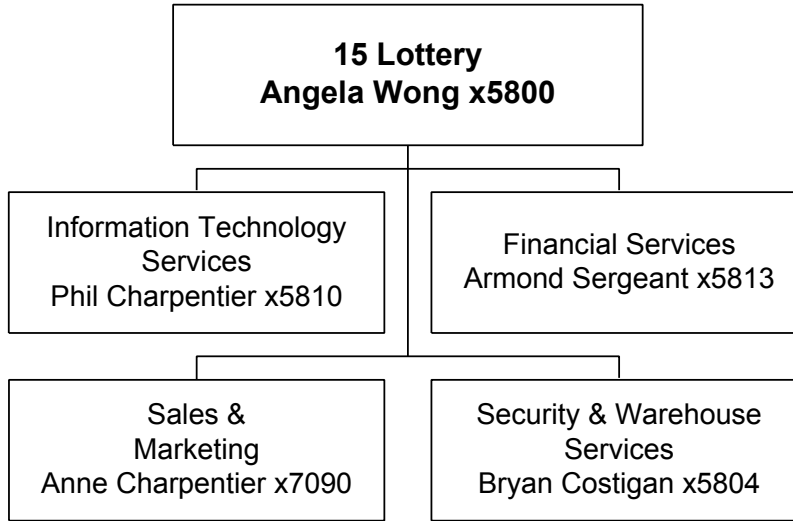 15 Lottery
Angela Wong x5800
Information Technology
Services
Phil Charpentier x5810
Financial Services
Armond Sergeant x5813
Sales &
Marketing
Anne Charpentier x7090
Security & Warehouse
Services
Bryan Costigan x5804